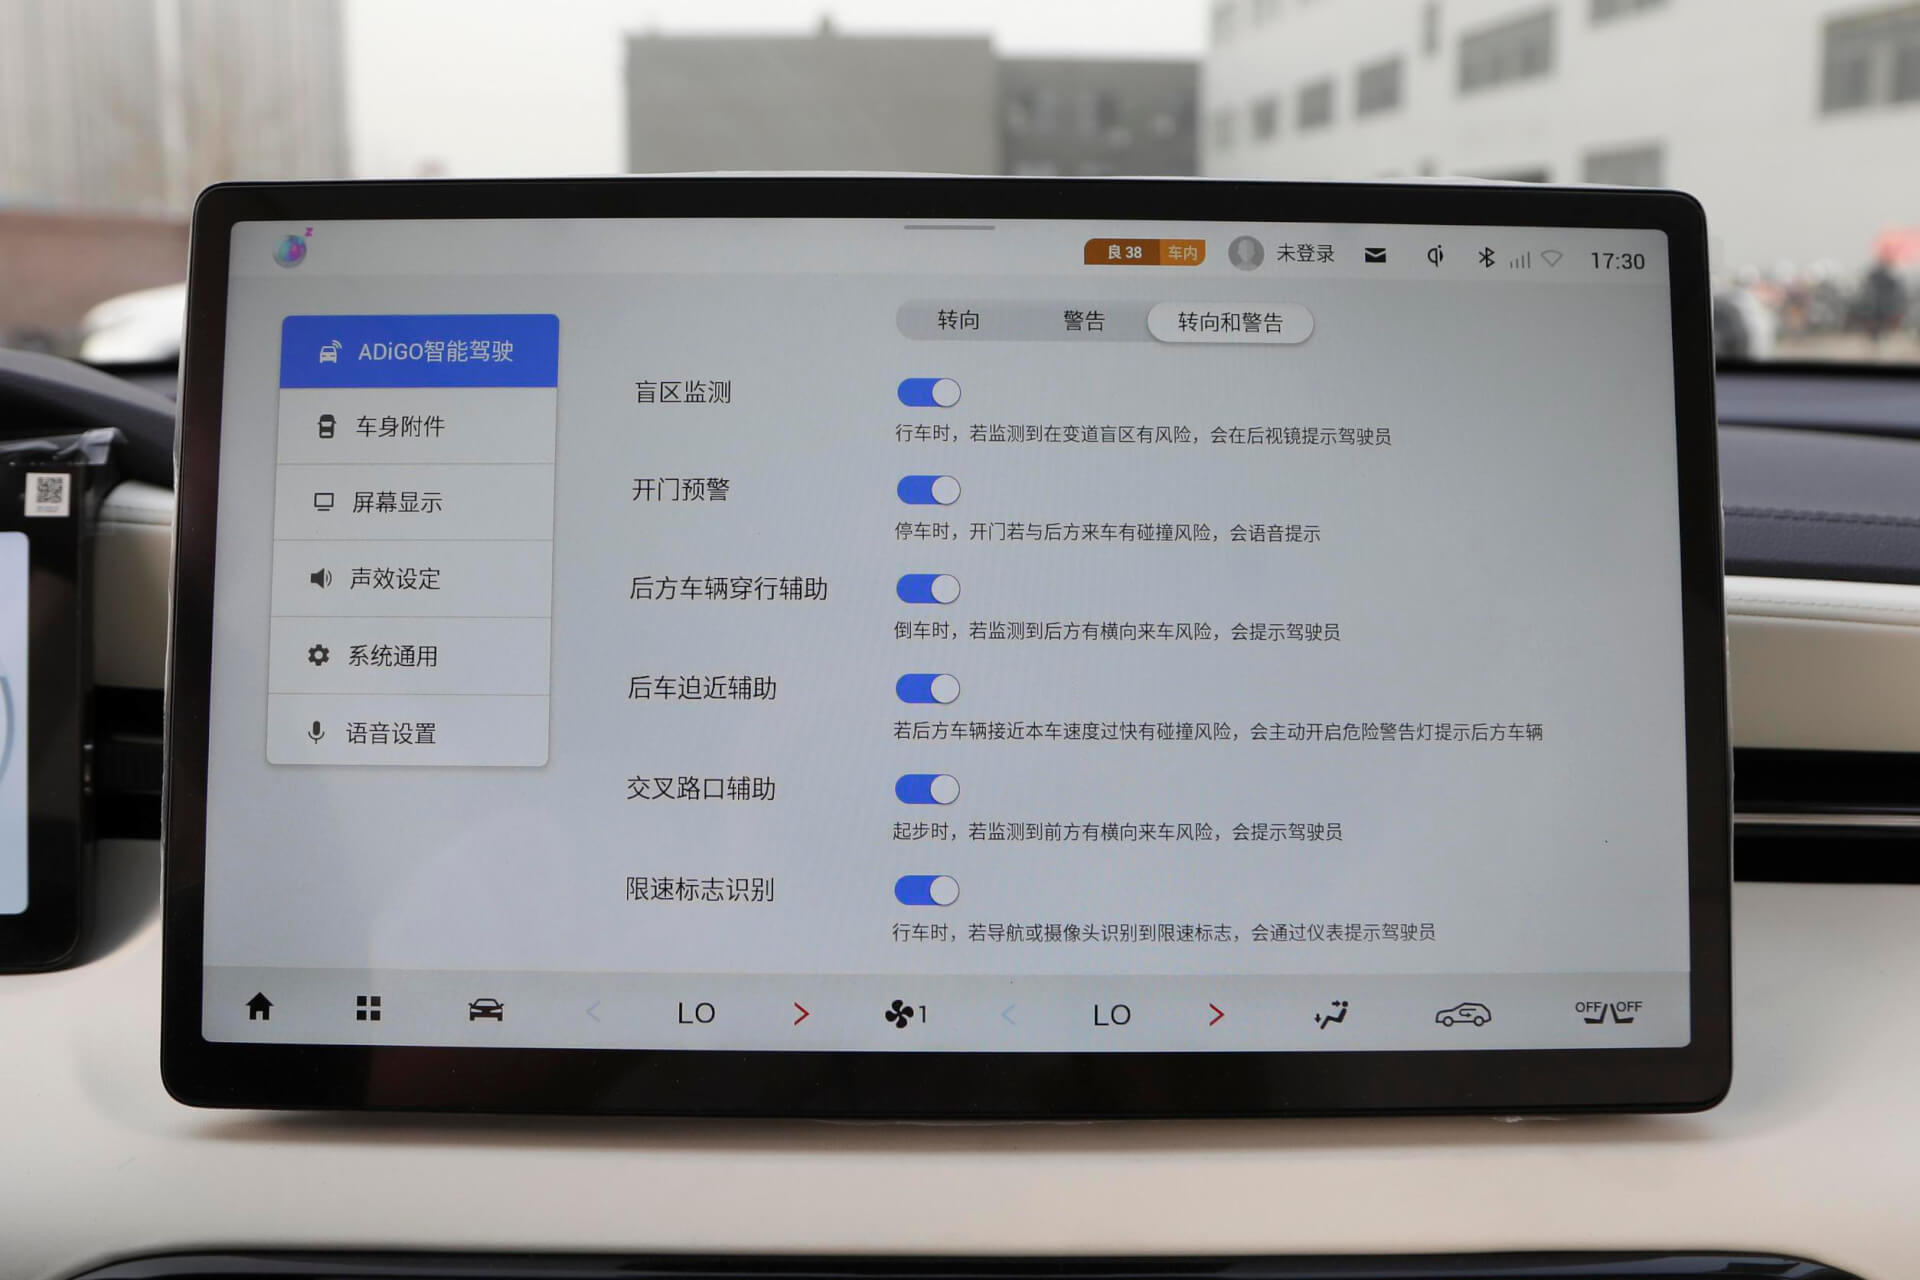 z
良 38 车内 未登录 17:30
转向 警告 转向和警告
ADiGO智能驾驶
车身附件
屏幕显示
声效设定
系统通用
语音设置
盲区监测
行车时，若监测到在变道盲区有风险，会在后视镜提示驾驶员
开门预警
停车时，开门若与后方来车有碰撞风险，会语音提示
后方车辆穿行辅助
倒车时，若监测到后方有横向来车风险，会提示驾驶员
后车迫近辅助
若后方车辆接近本车速度过快有碰撞风险，会主动开启危险警告灯提示后方车辆
交叉路口辅助
起步时，若监测到前方有横向来车风险，会提示驾驶员
限速标志识别
行车时，若导航或摄像头识别到限速标志，会通过仪表提示驾驶员
LO 1 LO OFF OFF